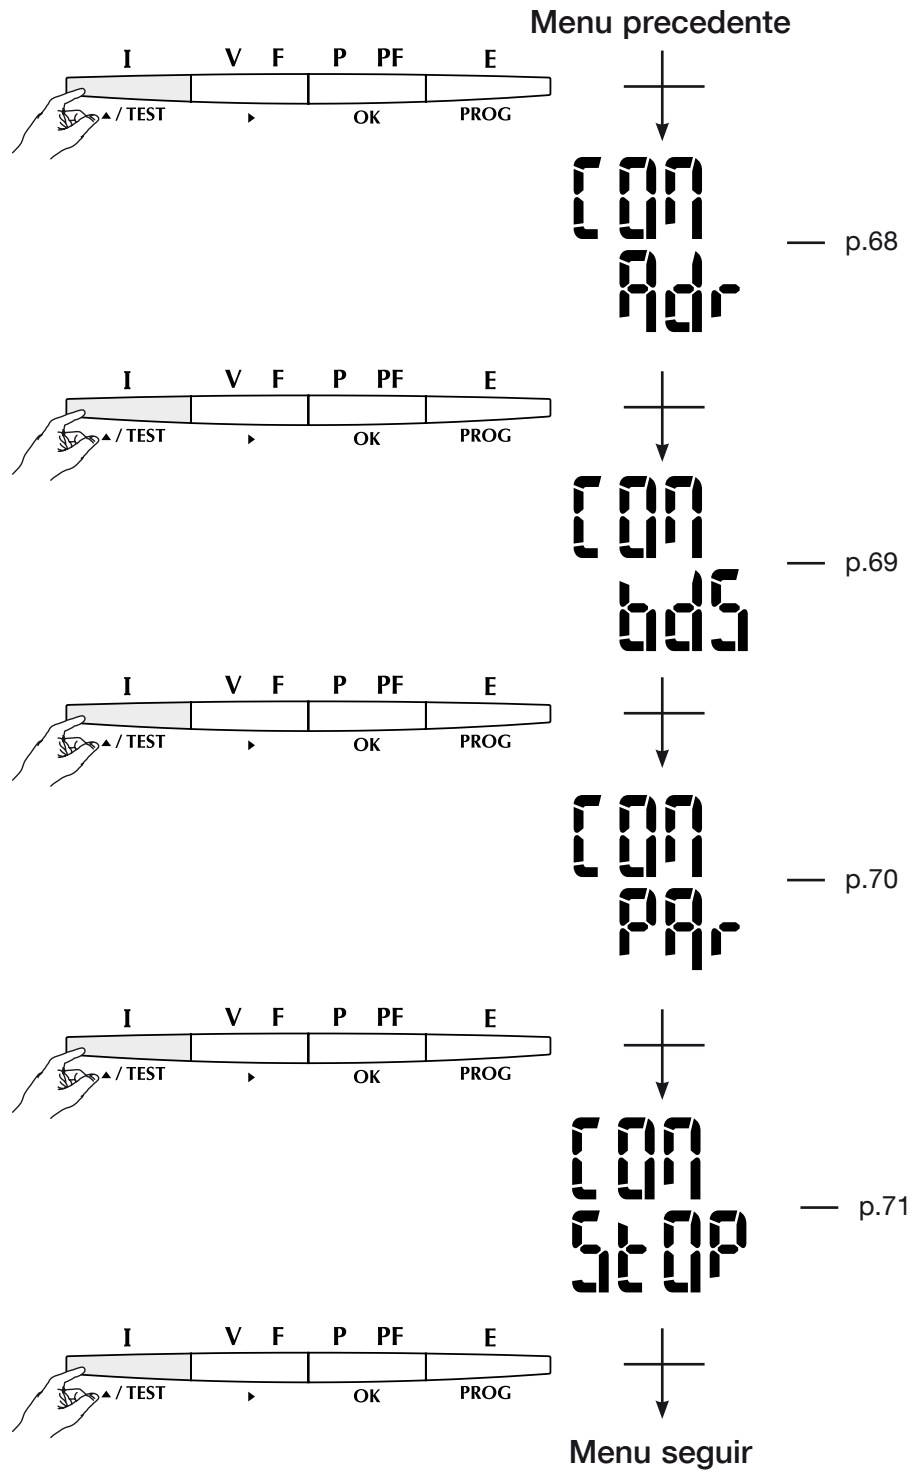 Menu precedente
I V F P PF E
▲ / TEST ▶ OK PROG
COM
Adr
p.68
I V F P PF E
▲ / TEST ▶ OK PROG
COM
bdS
p.69
I V F P PF E
▲ / TEST ▶ OK PROG
COM
PAr
p.70
I V F P PF E
▲ / TEST ▶ OK PROG
COM
StOP
p.71
I V F P PF E
▲ / TEST ▶ OK PROG
Menu seguir